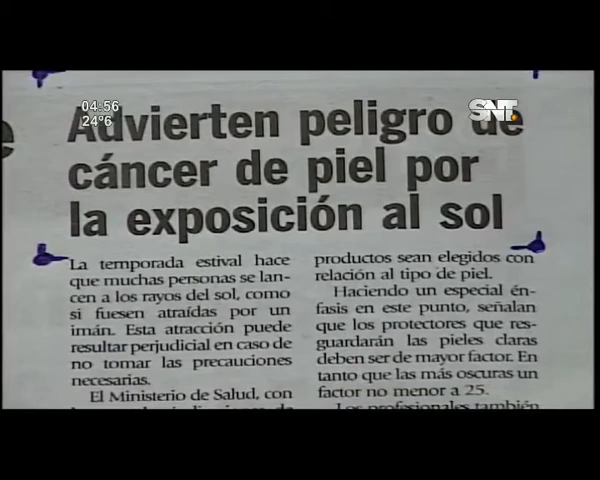 04:56
24°6
SNT
Advierten peligro de
cáncer de piel por
la exposición al sol
La temporada estival hace
que muchas personas se lan-
cen a los rayos del sol, como
si fuesen atraídas por un
imán. Esta atracción puede
resultar perjudicial en caso de
no tomar las precauciones
necesarias.
El Ministerio de Salud, con
productos sean elegidos con
relación al tipo de piel.
Haciendo un especial én-
fasis en este punto, señalan
que los protectores que res-
guardarán las pieles claras
deben ser de mayor factor. En
tanto que las más oscuras un
factor no menor a 25.
Los profesionales también